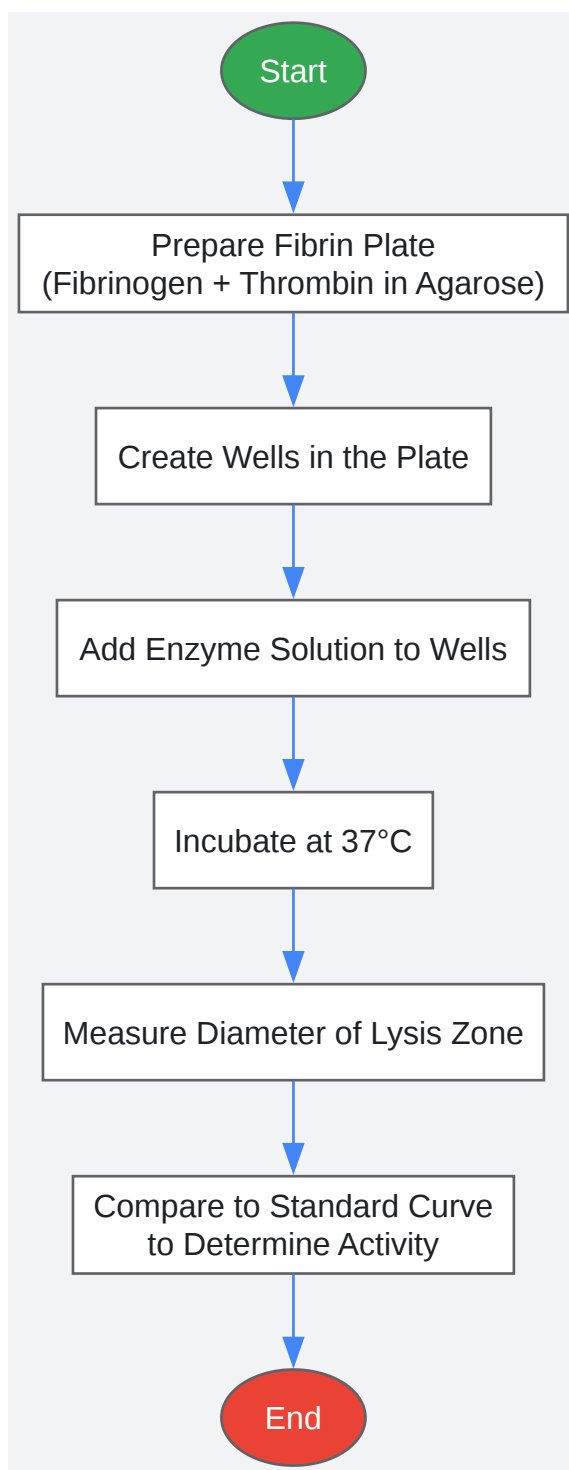 Start
Prepare Fibrin Plate
(Fibrinogen + Thrombin in Agarose)
Create Wells in the Plate
Add Enzyme Solution to Wells
Incubate at 37°C
Measure Diameter of Lysis Zone
Compare to Standard Curve
to Determine Activity
End